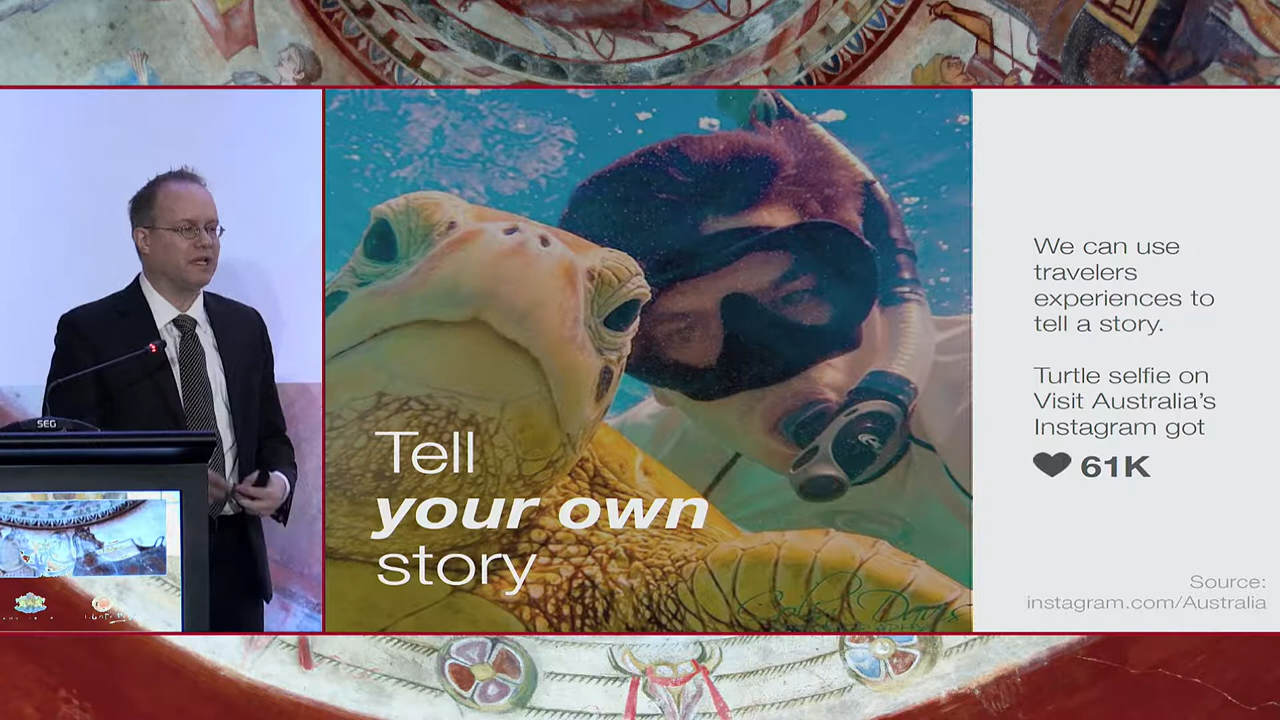 SEG
Tell
your own
story
We can use
travelers
experiences to
tell a story.
Turtle selfie on
Visit Australia's
Instagram got
61K
Source:
instagram.com/Australia